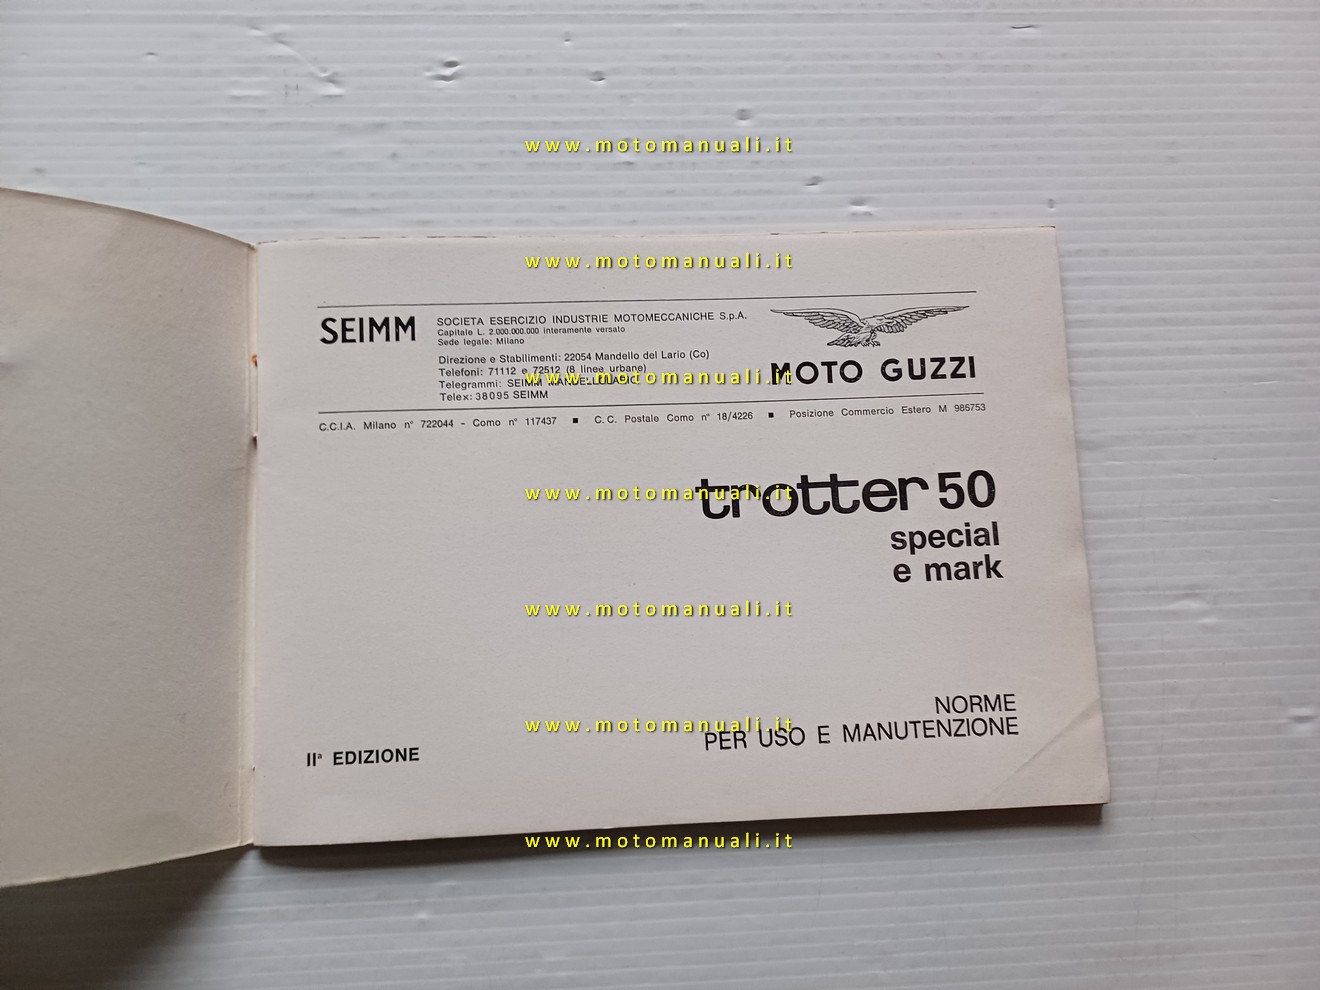 www.motomanuali.it
www.motomanuali.it
SEIMM
SOCIETA ESERCIZIO INDUSTRIE MOTOMECCANICHE S.p.A.
Capitale L. 2.000.000.000 interamente versato
Sede legale: Milano
Direzione e Stabilimenti: 22054 Mandello del Lario (Co)
Telefoni: 71112 e 72512 (8 linee urbane)
Telegrammi: SEIMM MANDELLOLARIO
Telex: 38095 SEIMM
MOTO GUZZI
www.motomanuali.it
C.C.I.A. Milano n° 722044 - Como n° 117437 ■ C. C. Postale Como n° 18/4226 ■ Posizione Commercio Estero M 986753
trotter 50
www.motomanuali.it
special
e mark
www.motomanuali.it
NORME
PER USO E MANUTENZIONE
www.motomanuali.it
IIª EDIZIONE
www.motomanuali.it